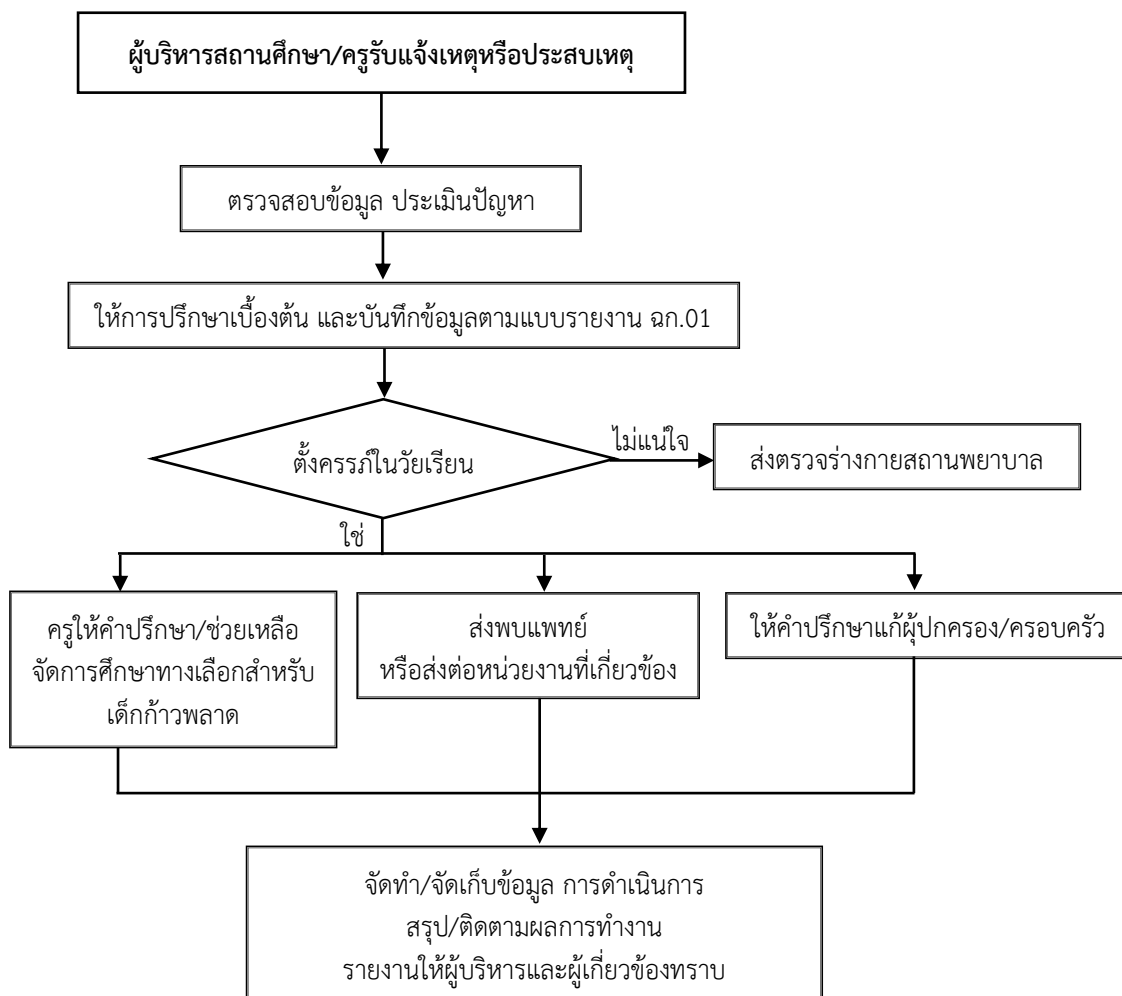 ผู้บริหารสถานศึกษา/ครูรับแจ้งเหตุหรือประสบเหตุ
ตรวจสอบข้อมูล ประเมินปัญหา
ให้การปรึกษาเบื้องต้น และบันทึกข้อมูลตามแบบรายงาน ฉก.01
ตั้งครรภ์ในวัยเรียน
ไม่แน่ใจ
ส่งตรวจร่างกายสถานพยาบาล
ใช่
ครูให้คำปรึกษา/ช่วยเหลือ
จัดการศึกษาทางเลือกสำหรับ
เด็กก้าวพลาด
ส่งพบแพทย์
หรือส่งต่อหน่วยงานที่เกี่ยวข้อง
ให้คำปรึกษาแก้ผุ้ปกครอง/ครอบครัว
จัดทำ/จัดเก็บข้อมูล การดำเนินการ
สรุป/ติดตามผลการทำงาน
รายงานให้ผู้บริหารและผู้เกี่ยวข้องทราบ